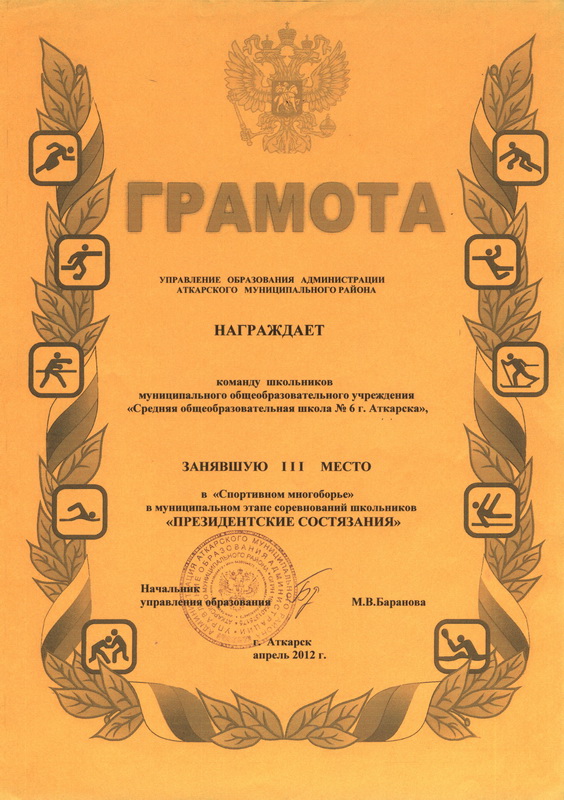 ГРАМОТА
УПРАВЛЕНИЕ ОБРАЗОВАНИЯ АДМИНИСТРАЦИИ
АТКАРСКОГО МУНИЦИПАЛЬНОГО РАЙОНА
НАГРАЖДАЕТ
команду школьников
муниципального общеобразовательного учреждения
«Средняя общеобразовательная школа № 6 г. Аткарска»,
ЗАНЯВШУЮ III МЕСТО
в «Спортивном многоборье»
в муниципальном этапе соревнований школьников
«ПРЕЗИДЕНТСКИЕ СОСТЯЗАНИЯ»
Начальник
управления образования М.В.Баранова
г. Аткарск
апрель 2012 г.